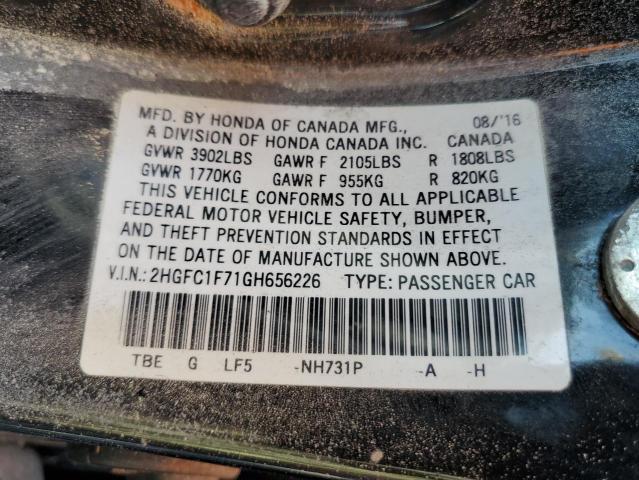 MFD. BY HONDA OF CANADA MFG., 08/'16
A DIVISION OF HONDA CANADA INC. CANADA
GVWR 3902LBS GAWR F 2105LBS R 1808LBS
GVWR 1770KG GAWR F 955KG R 820KG
THIS VEHICLE CONFORMS TO ALL APPLICABLE
FEDERAL MOTOR VEHICLE SAFETY, BUMPER,
AND THEFT PREVENTION STANDARDS IN EFFECT
ON THE DATE OF MANUFACTURE SHOWN ABOVE.
V.I.N.: 2HGFC1F71GH656226 TYPE: PASSENGER CAR
TBE G LF5 -NH731P -A -H